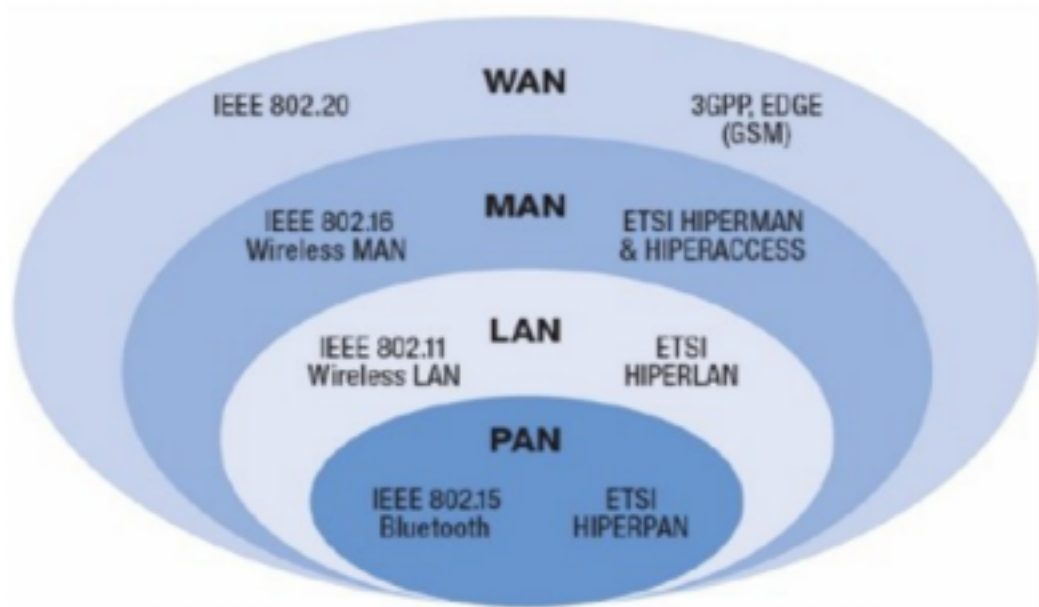 WAN
IEEE 802.20
3GPP, EDGE
(GSM)
MAN
IEEE 802.16
Wireless MAN
ETSI HIPERMAN
& HIPERACCESS
LAN
IEEE 802.11
Wireless LAN
ETSI
HIPERLAN
PAN
IEEE 802.15
Bluetooth
ETSI
HIPERPAN